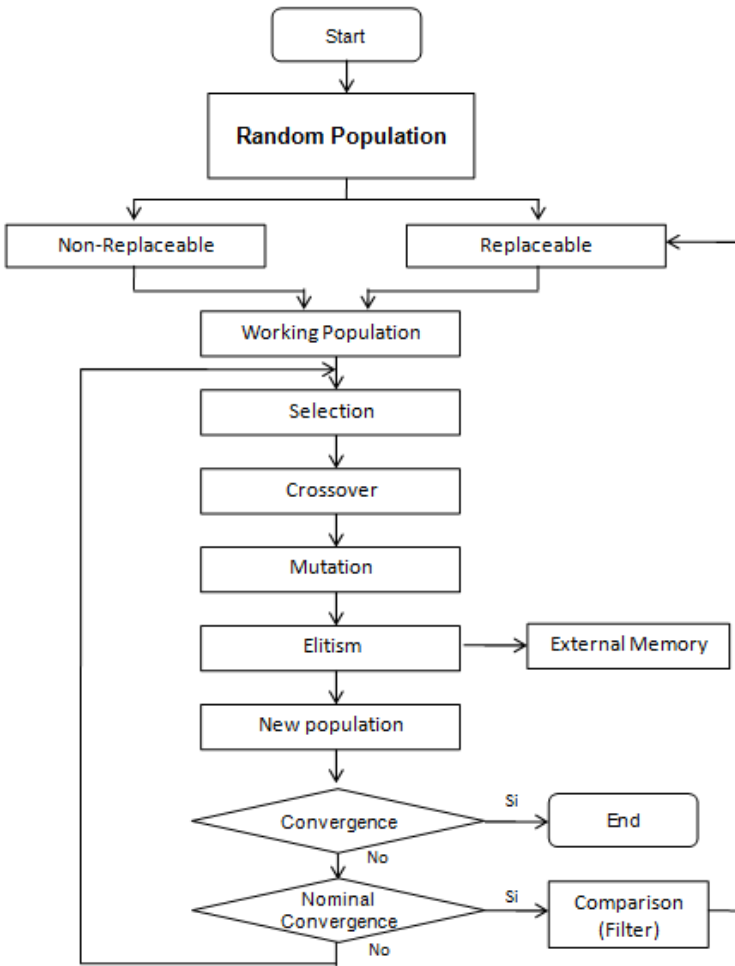 Start
Random Population
Non-Replaceable
Replaceable
Working Population
Selection
Crossover
Mutation
Elitism
External Memory
New population
Convergence
Si
End
No
Nominal
Convergence
Si
Comparison
(Filter)
No